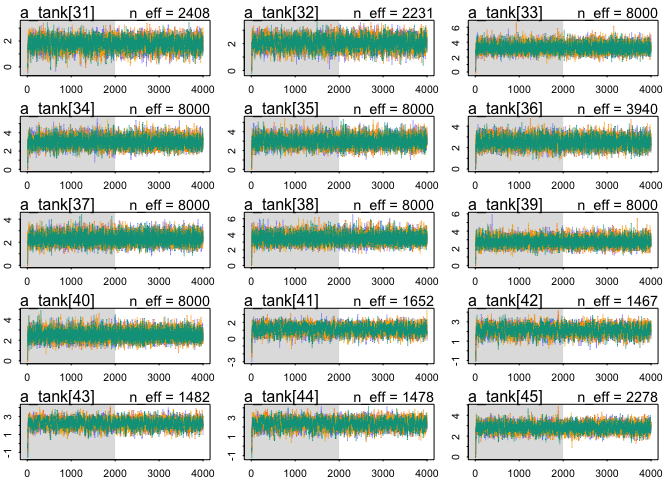 a_tank[31] n_eff = 2408 a_tank[32] n_eff = 2231 a_tank[33] n_eff = 8000
0 2
0 2
0 2 4 6
0 1000 2000 3000 4000 0 1000 2000 3000 4000 0 1000 2000 3000 4000
a_tank[34] n_eff = 8000 a_tank[35] n_eff = 8000 a_tank[36] n_eff = 3940
0 2 4
0 2 4
0 2 4
0 1000 2000 3000 4000 0 1000 2000 3000 4000 0 1000 2000 3000 4000
a_tank[37] n_eff = 8000 a_tank[38] n_eff = 8000 a_tank[39] n_eff = 8000
0 2 4
0 2 4 6
0 2 4 6
0 1000 2000 3000 4000 0 1000 2000 3000 4000 0 1000 2000 3000 4000
a_tank[40] n_eff = 8000 a_tank[41] n_eff = 1652 a_tank[42] n_eff = 1467
0 2 4
-3 0 2
-1 1 3
0 1000 2000 3000 4000 0 1000 2000 3000 4000 0 1000 2000 3000 4000
a_tank[43] n_eff = 1482 a_tank[44] n_eff = 1478 a_tank[45] n_eff = 2278
-1 1 3
-1 1 3
0 2 4
0 1000 2000 3000 4000 0 1000 2000 3000 4000 0 1000 2000 3000 4000